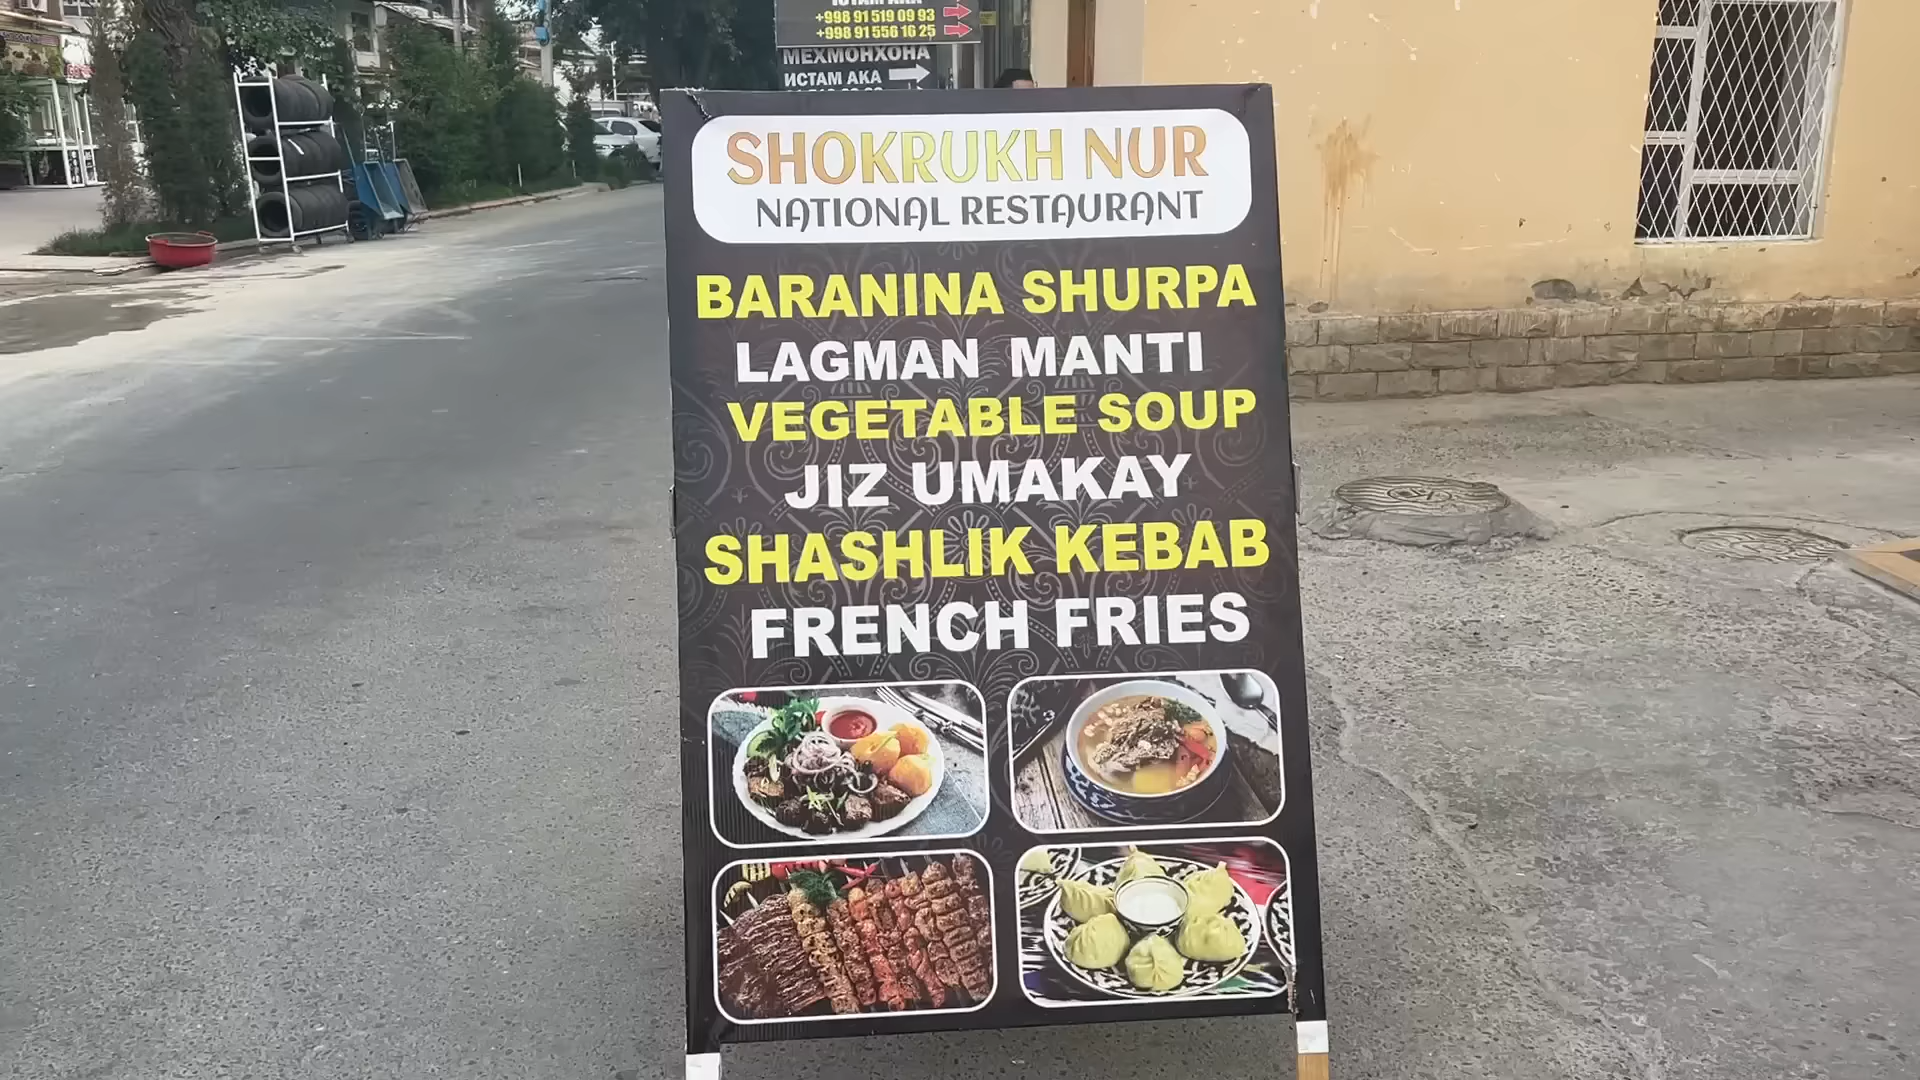 +998 91 519 09 93
+998 91 556 16 25
МЕХМОНХОНА
ИСТАМ АКА
SHOKRUKH NUR
NATIONAL RESTAURANT
BARANINA SHURPA
LAGMAN MANTI
VEGETABLE SOUP
JIZ UMAKAY
SHASHLIK KEBAB
FRENCH FRIES